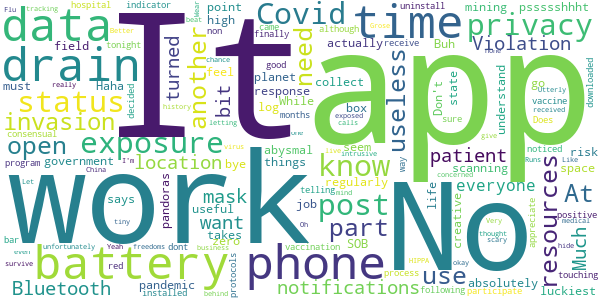 Flu hospital indicator point mining. psssssshht uninstall
data Covid time privacy
tracking Better tonight high although receive Buh Violation Gross
drain turned another need useless actually
field non finally planet response collect
It app
status Haha must bit feel log While box Don't state understand go downloaded
decided beat chance good months vaccine received Does
invasion exposure
consensual history letting exposed calls sure give
open location bye abysmal know patient risk space
government seem regularly way noticed Like
program I'm virus live intrusive scanning
China things mind concerned Runs
work No
Let says mask zero want job post part life everyone resources At
tiny useful takes telling creative appreciate positive
pandoras SOB Oh Very thought scary medical
bar Yeah freedoms dont vaccination absolutely hide Much
unfortunately business okay touching
even red protocols process HIPPA
battery phone use
survive pandemic behind notifications following participate luckiest
Bluetooth installed